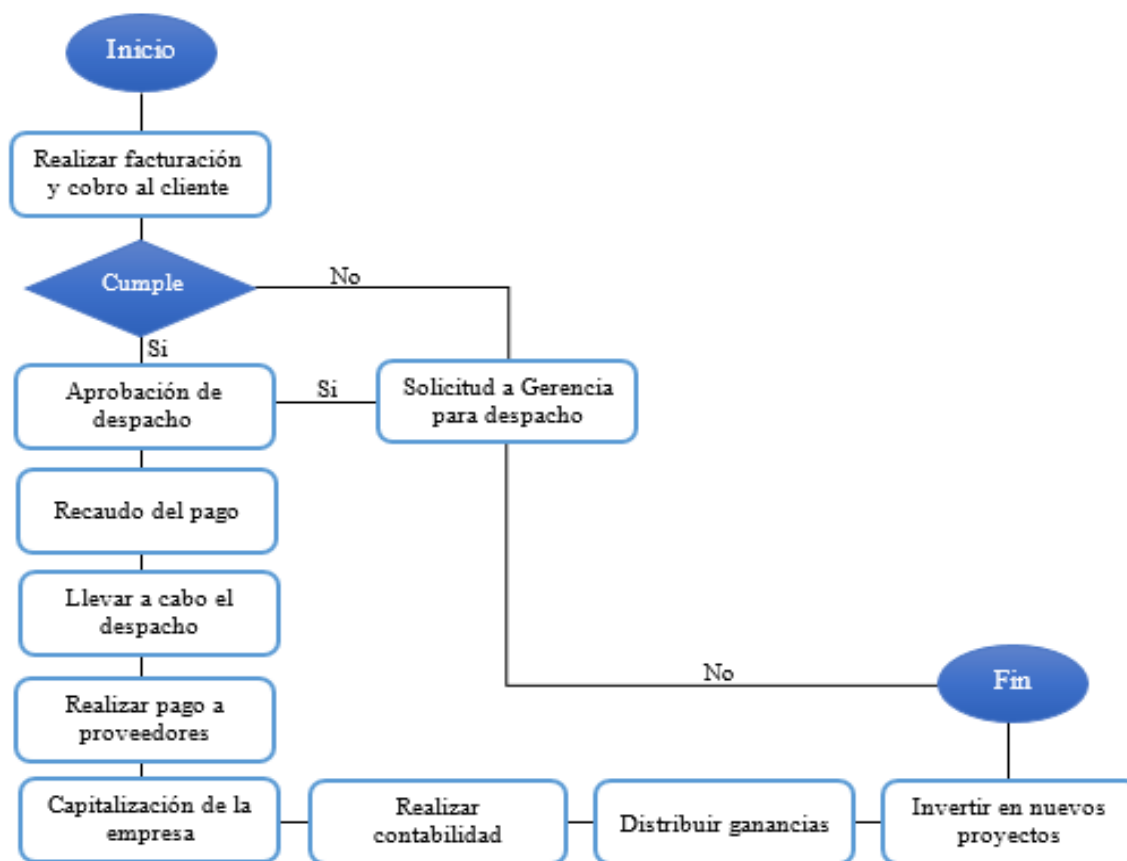 Inicio
Realizar facturación
y cobro al cliente
Cumple
No
Si
Aprobación de
despacho
Si
Solicitud a Gerencia
para despacho
Recaudo del pago
Llevar a cabo el
despacho
No
Fin
Realizar pago a
proveedores
Capitalización de la
empresa
Realizar
contabilidad
Distribuir ganancias
Invertir en nuevos
proyectos